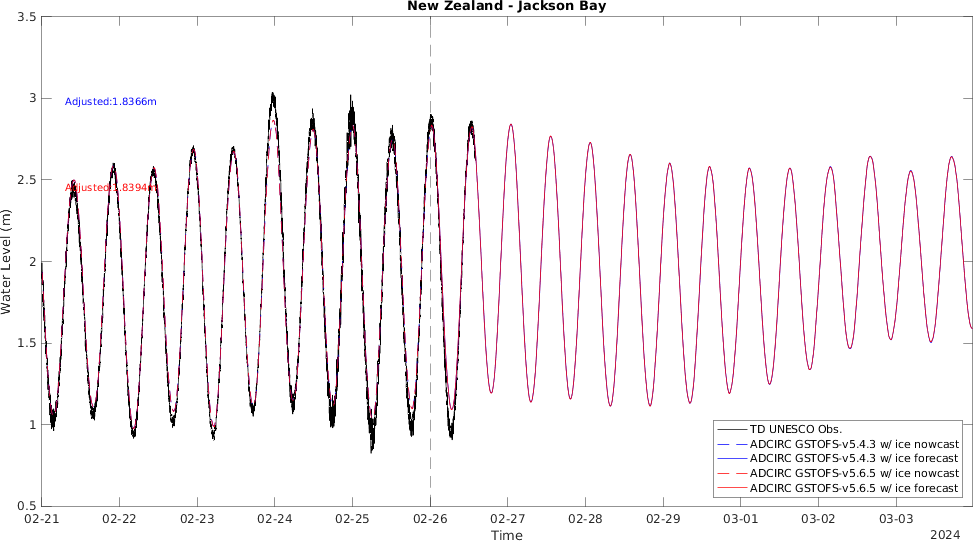 New Zealand - Jackson Bay
3.5
3
2.5
2
1.5
1
0.5
Water Level (m)
Adjusted:1.8366m
Adjusted:1.8394m
TD UNESCO Obs.
ADCIRC GSTOFS-v5.4.3 w/ ice nowcast
ADCIRC GSTOFS-v5.4.3 w/ ice forecast
ADCIRC GSTOFS-v5.6.5 w/ ice nowcast
ADCIRC GSTOFS-v5.6.5 w/ ice forecast
02-21 02-22 02-23 02-24 02-25 02-26 02-27 02-28 02-29 03-01 03-02 03-03
Time
2024